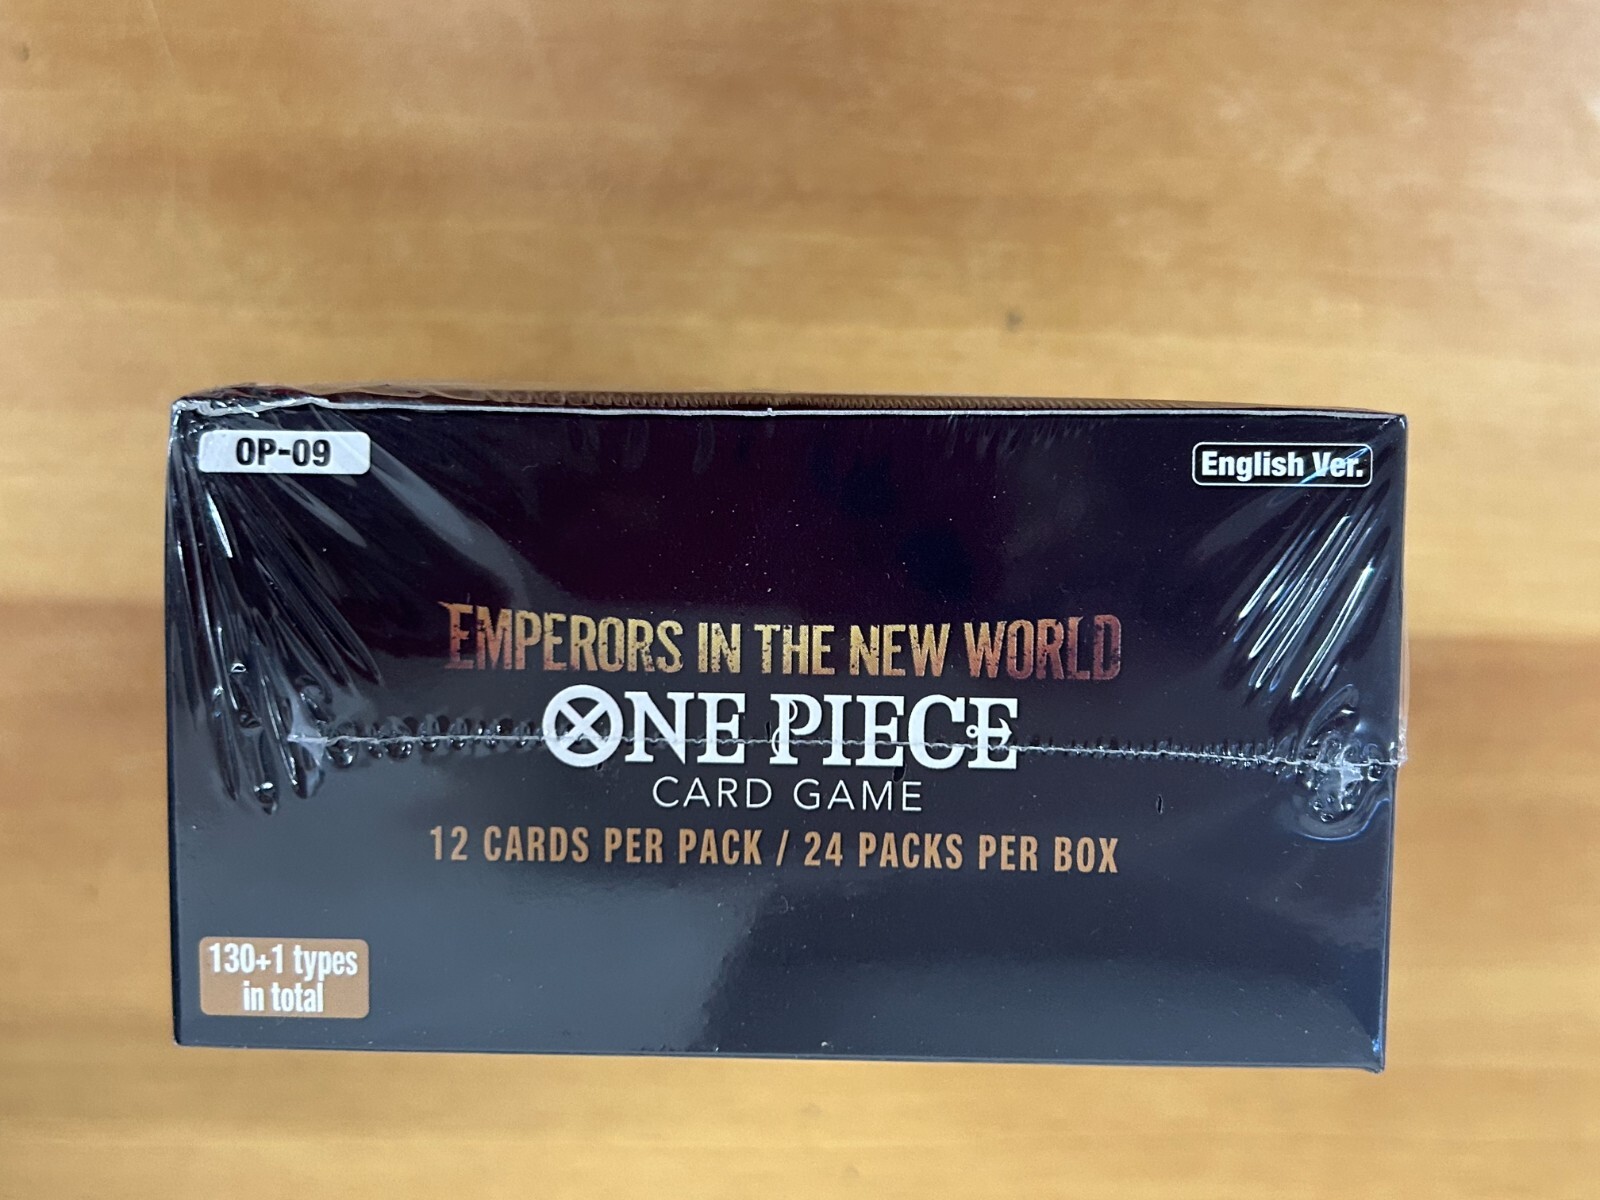 OP-09
English Ver.
EMPERORS IN THE NEW WORLD
ONE PIECE
CARD GAME
12 CARDS PER PACK / 24 PACKS PER BOX
130+1 types
in total